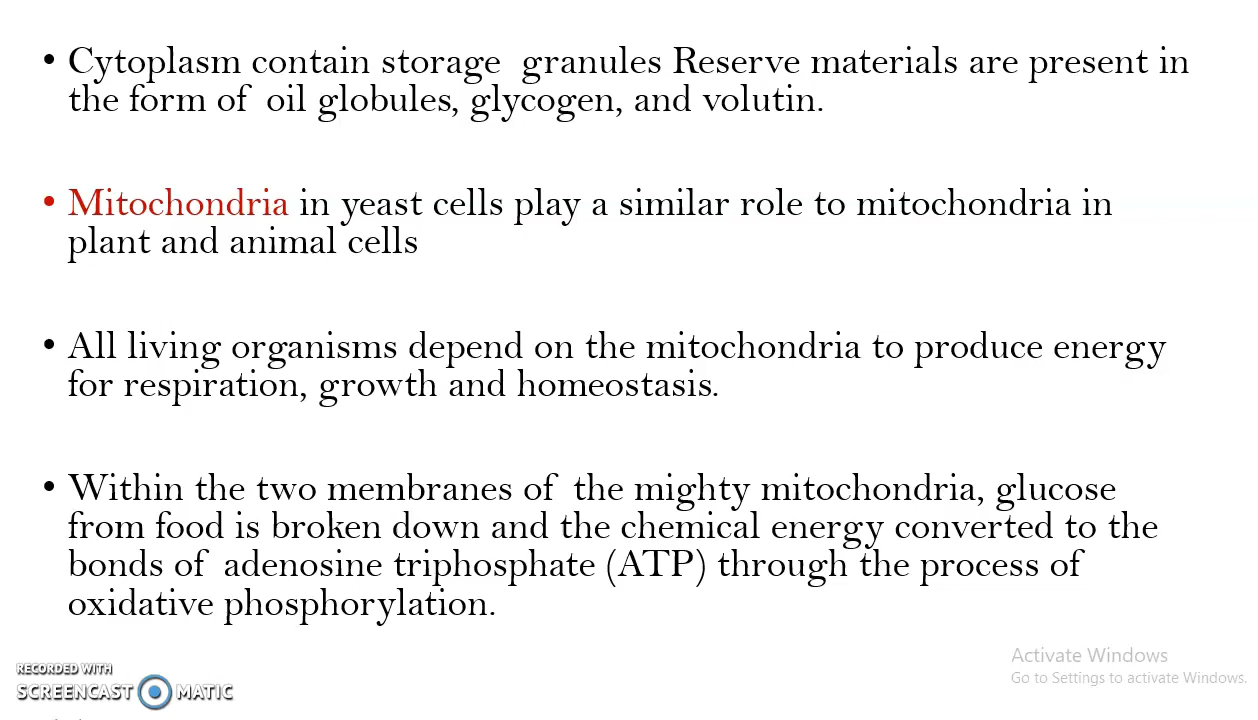 • Cytoplasm contain storage granules Reserve materials are present in
the form of oil globules, glycogen, and volutin.
• Mitochondria in yeast cells play a similar role to mitochondria in
plant and animal cells
• All living organisms depend on the mitochondria to produce energy
for respiration, growth and homeostasis.
• Within the two membranes of the mighty mitochondria, glucose
from food is broken down and the chemical energy converted to the
bonds of adenosine triphosphate (ATP) through the process of
oxidative phosphorylation.
Activate Windows
Go to Settings to activate Windows.
RECORDED WITH
SCREENCAST MATIC